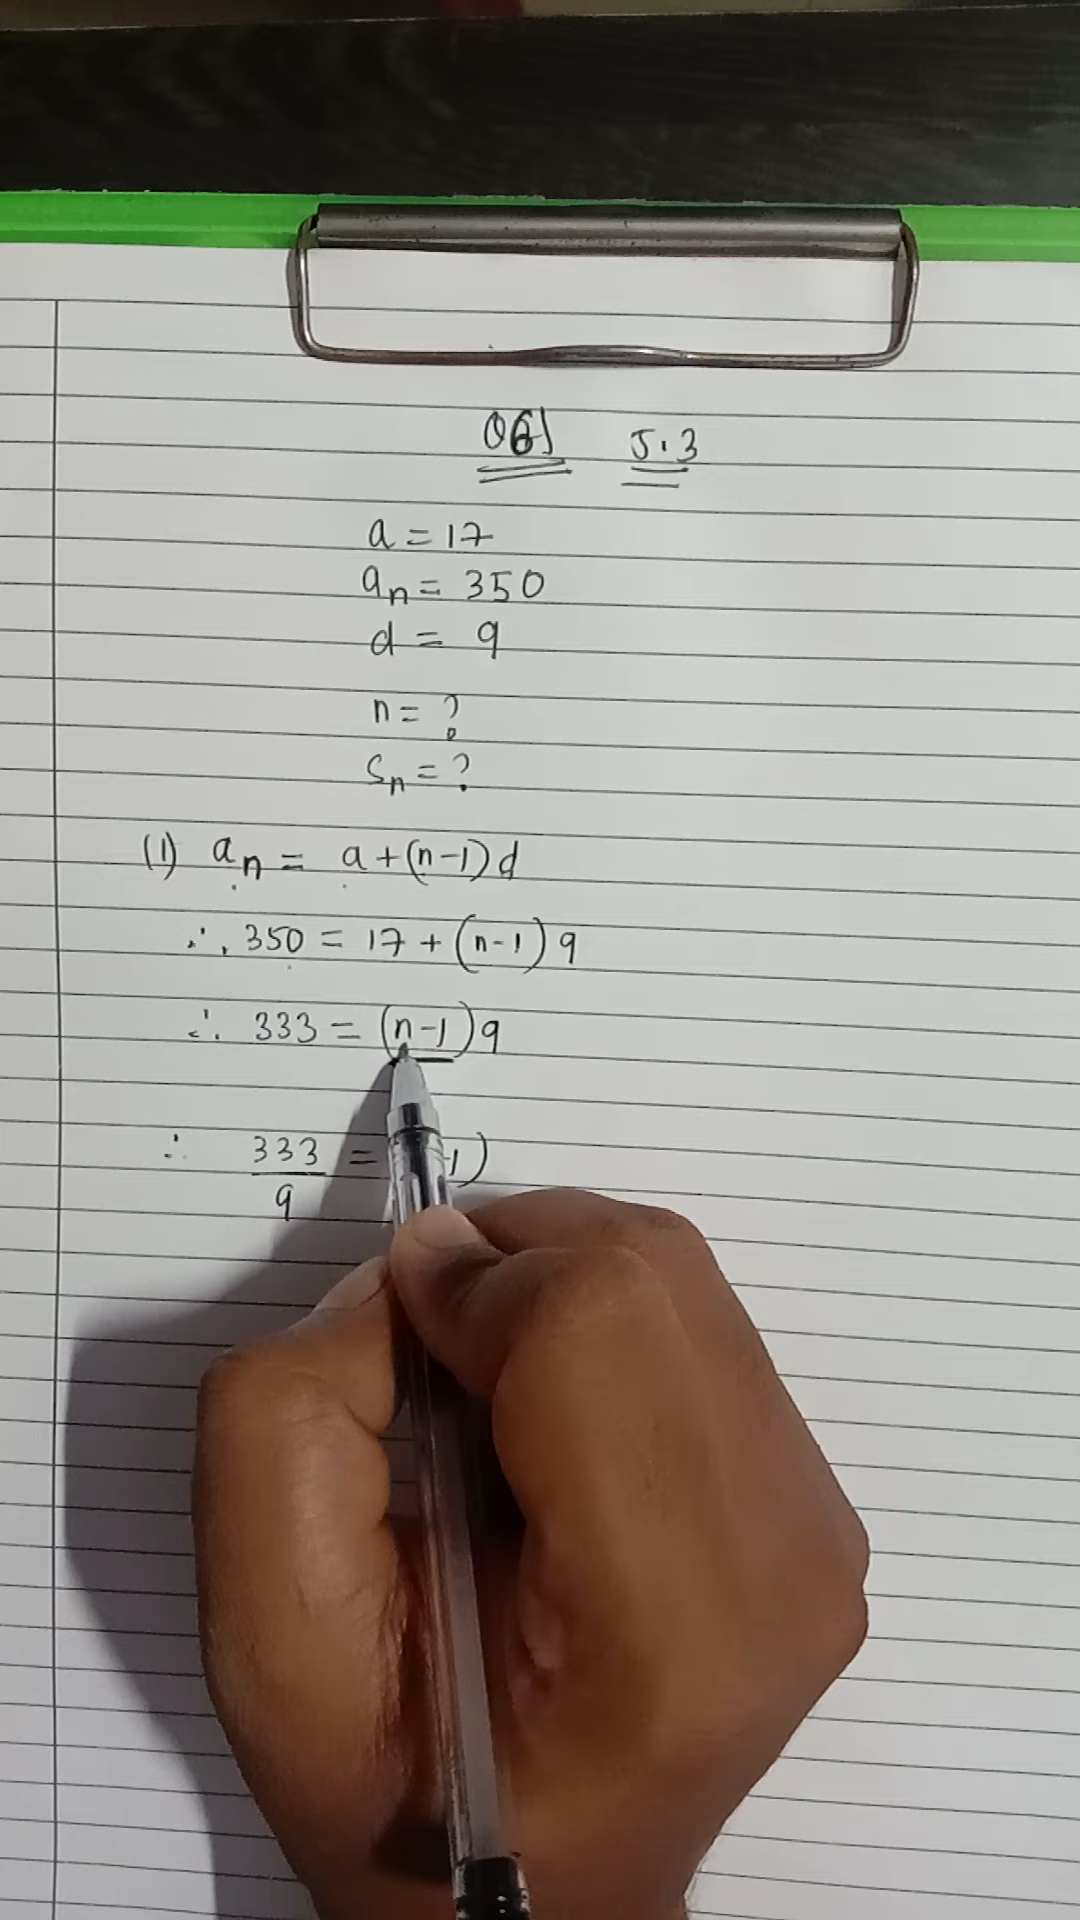 5.3
a = 17
an = 350
d = 9
n = ?
Sn = ?
(1) an = a + (n-1) d
∴ 350 = 17 + (n-1) 9
∴ 333 = (n-1) 9
∴ 333/9 = -1)